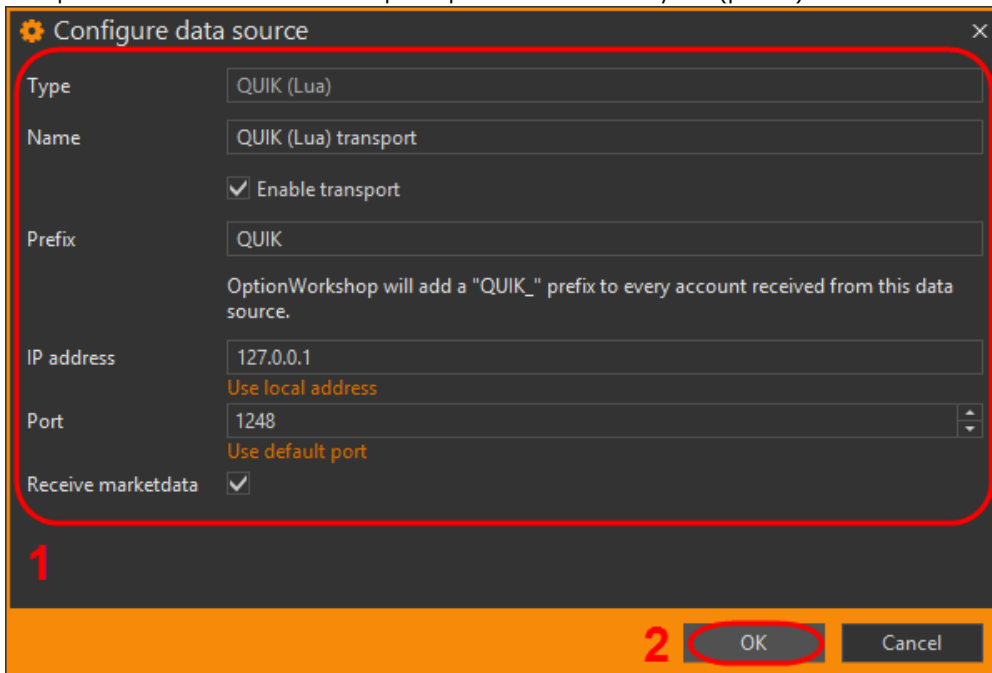 Configure data source
Type QUIK (Lua)
Name QUIK (Lua) transport
Enable transport
Prefix QUIK
OptionWorkshop will add a "QUIK_" prefix to every account received from this data
source.
IP address 127.0.0.1
Use local address
Port 1248
Use default port
Receive marketdata
1
2 OK Cancel